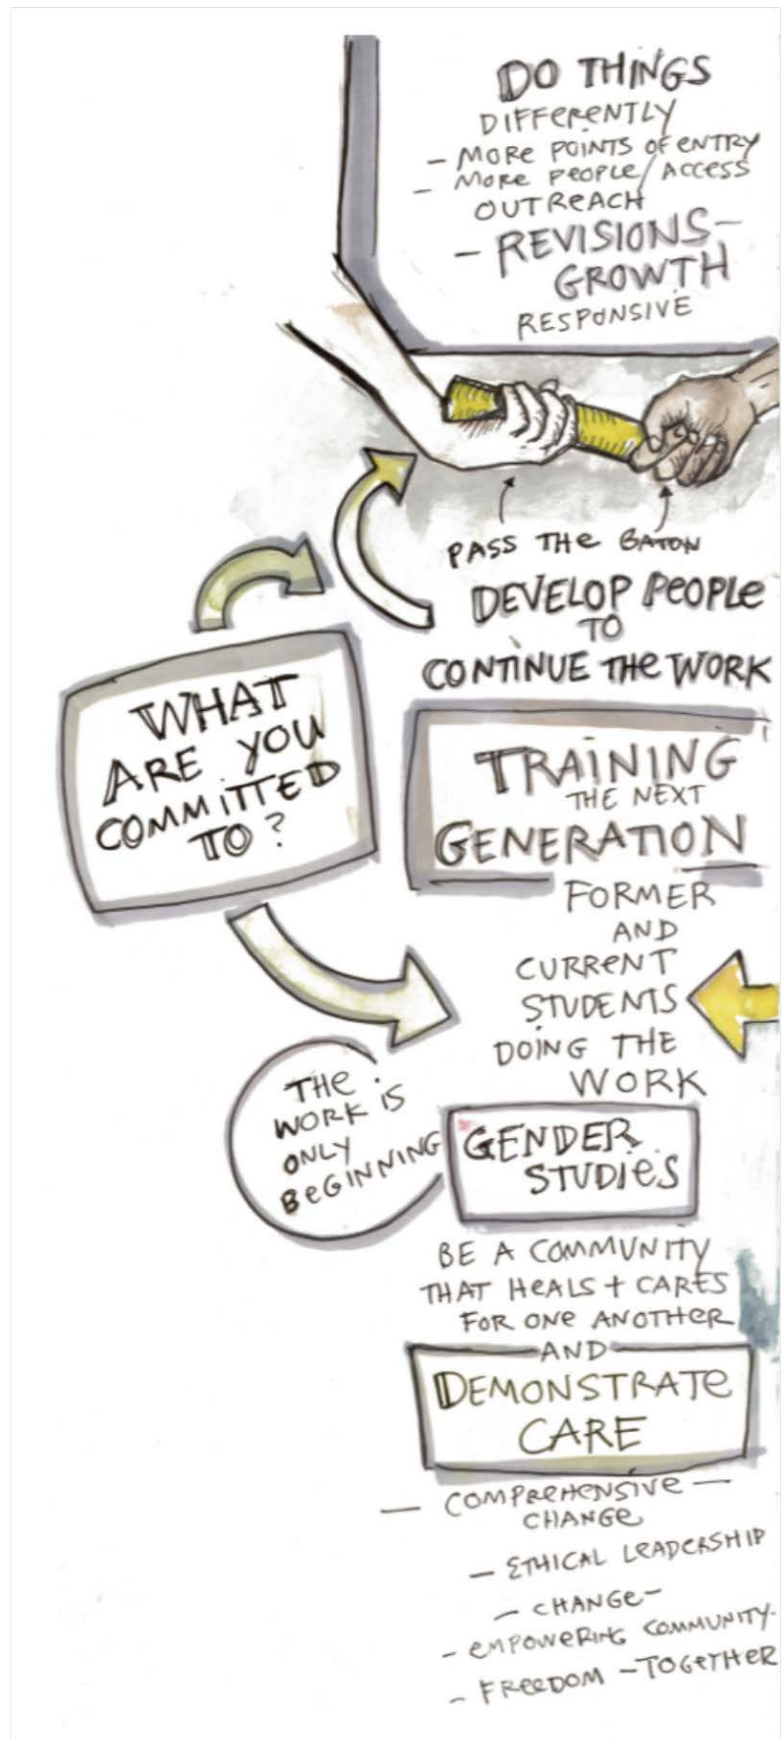 DO THINGS
DIFFERENTLY
- MORE POINTS OF ENTRY
- MORE PEOPLE/ACCESS
OUTREACH
- REVISIONS -
GROWTH
RESPONSIVE
PASS THE BATON
DEVELOP PEOPLE
TO
CONTINUE THE WORK
WHAT
ARE YOU
COMMITTED
TO?
TRAINING
THE NEXT
GENERATION
FORMER
AND
CURRENT
STUDENTS
DOING THE
WORK
THE
WORK IS
ONLY
BEGINNING
GENDER
STUDIES
BE A COMMUNITY
THAT HEALS + CARES
FOR ONE ANOTHER
AND
DEMONSTRATE
CARE
- COMPREHENSIVE -
CHANGE
- ETHICAL LEADERSHIP
- CHANGE -
- EMPOWERING COMMUNITY.
- FREEDOM - TOGETHER